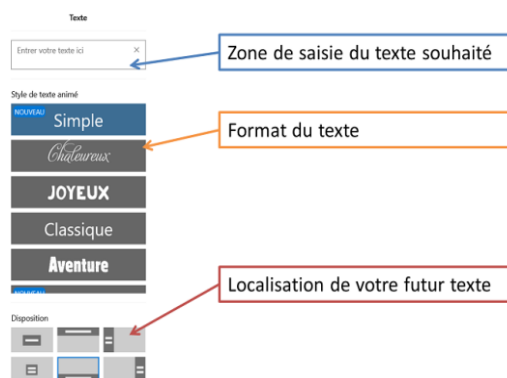 Texte
Entrer votre texte ici
Zone de saisie du texte souhaité
Style de texte animé
NOUVEAU
Simple
Chaleureux
Format du texte
JOYEUX
Classique
Aventure
NOUVEAU
Localisation de votre futur texte
Disposition